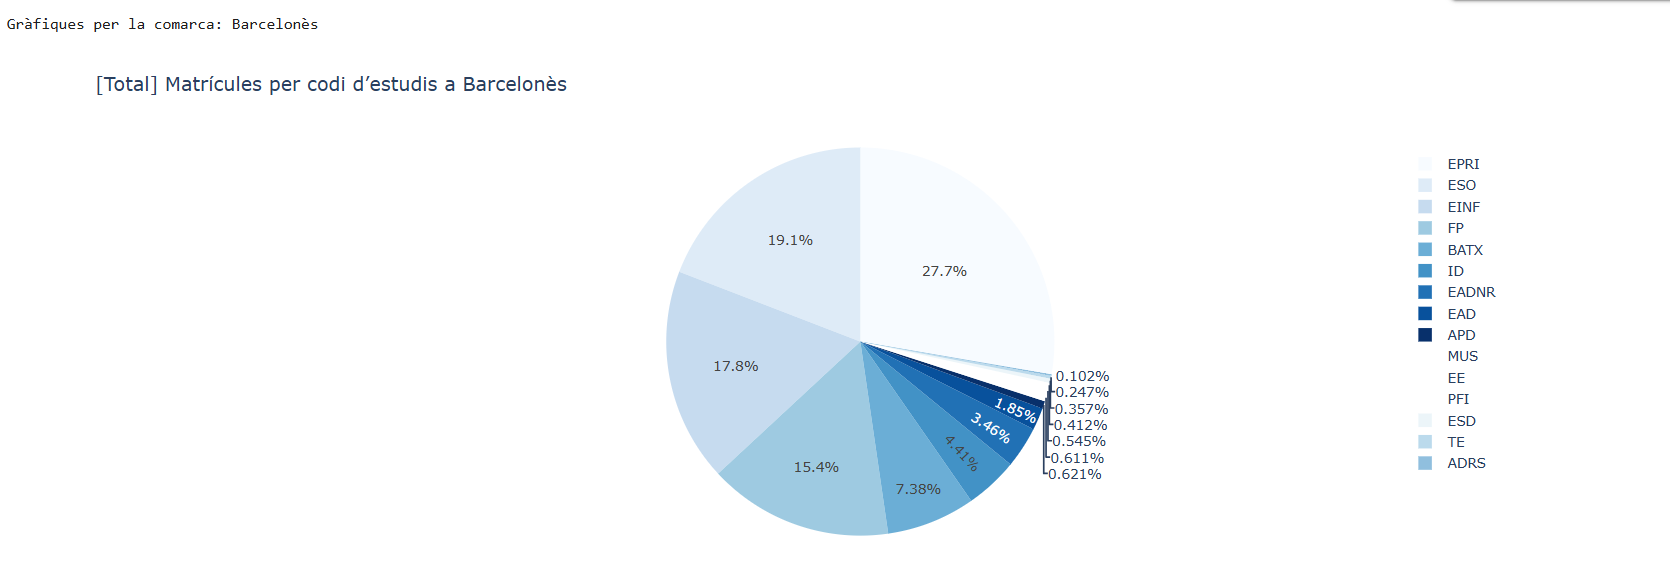 Gràfiques per la comarca: Barcelonès
[Total] Matrícules per codi d’estudis a Barcelonès
19.1%
27.7%
17.8%
15.4%
7.38%
4.41%
3.46%
1.85%
0.102%
0.247%
0.357%
0.412%
0.545%
0.611%
0.621%
EPRI
ESO
EINF
FP
BATX
ID
EADNR
EAD
APD
MUS
EE
PFI
ESD
TE
ADRS